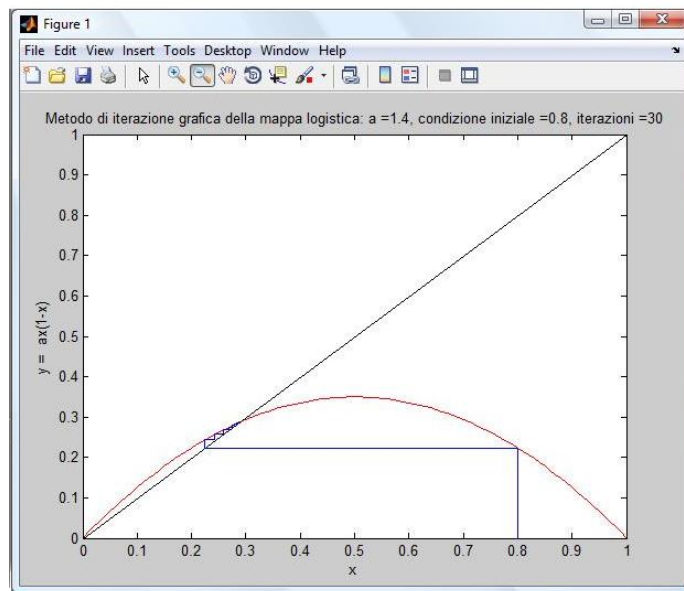 Figure 1
File Edit View Insert Tools Desktop Window Help
Metodo di iterazione grafica della mappa logistica: a =1.4, condizione iniziale =0.8, iterazioni =30
1
0.9
0.8
0.7
0.6
0.5
0.4
0.3
0.2
0.1
0
y = ax(1-x)
0 0.1 0.2 0.3 0.4 0.5 0.6 0.7 0.8 0.9 1
x